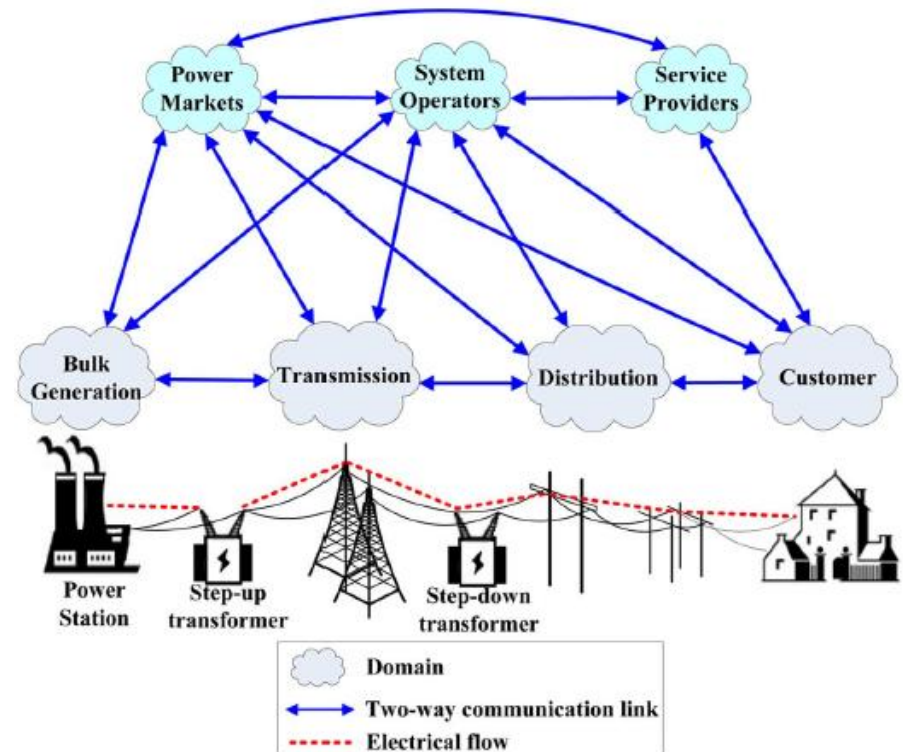 Power
Markets
System
Operators
Service
Providers
Bulk
Generation
Transmission
Distribution
Customer
Power
Station
Step-up
transformer
Step-down
transformer
Domain
Two-way communication link
Electrical flow